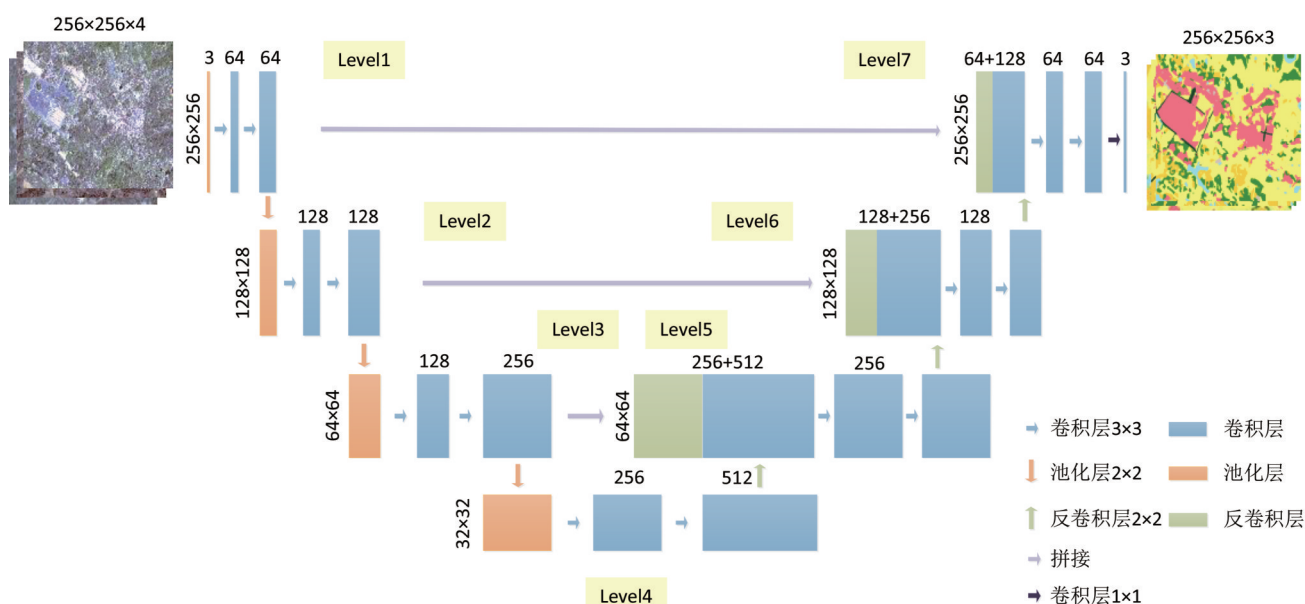 256×256×4
256×256×3
3 64 64
Level1
Level7
64+128 64 64 3
256×256
256×256
128 128
Level2
Level6
128+256 128
128×128
128×128
Level3
Level5
128 256
256+512 256
64×64
64×64
256 512
32×32
Level4
卷积层3×3 卷积层
池化层2×2 池化层
反卷积层2×2 反卷积层
拼接
卷积层1×1